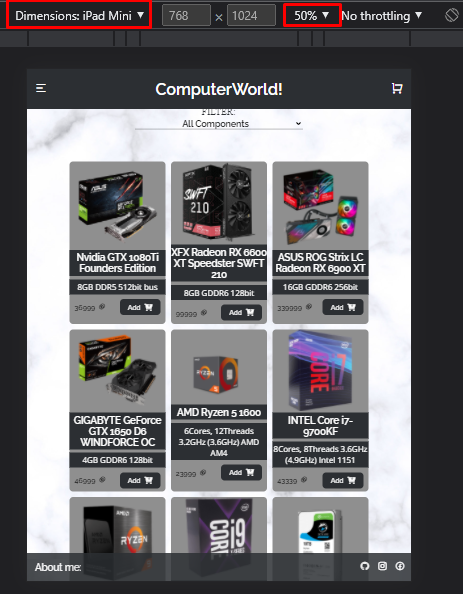 Dimensions: iPad Mini ▼ 768 × 1024 50% ▼ No throttling ▼
ComputerWorld!
FILTER:
All Components
ASUS
SWFT
210
Nvidia GTX 1080Ti
Founders Edition
8GB DDR5 512bit bus
36999 Add
XFX Radeon RX 6600
XT Speedster SWFT
210
8GB GDDR6 128bit
99999 Add
ASUS ROG Strix LC
Radeon RX 6900 XT
16GB GDDR6 256bit
339999 Add
GIGABYTE GeForce
GTX 1650 D6
WINDFORCE OC
4GB GDDR6 128bit
46999 Add
RYZEN
AMD Ryzen 5 1600
6Cores, 12Threads
3.2GHz (3.6GHz) AMD
AM4
23999 Add
CORE i7
INTEL Core i7-
9700KF
8Cores, 8Threads 3.6GHz
(4.9GHz) Intel 1151
43339 Add
AMD
RYZEN
CORE i9
About me: